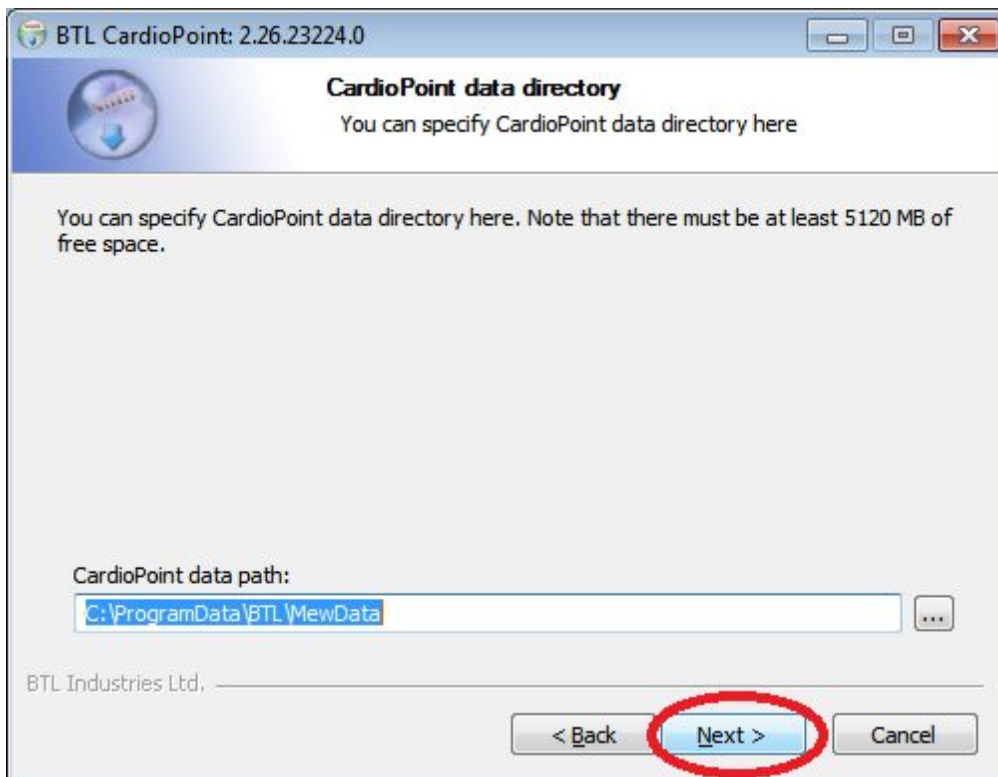 BTL CardioPoint: 2.26.23224.0
CardioPoint data directory
You can specify CardioPoint data directory here
You can specify CardioPoint data directory here. Note that there must be at least 5120 MB of
free space.
CardioPoint data path:
C:\ProgramData\BTL\MewData
...
BTL Industries Ltd.
< Back
Next >
Cancel